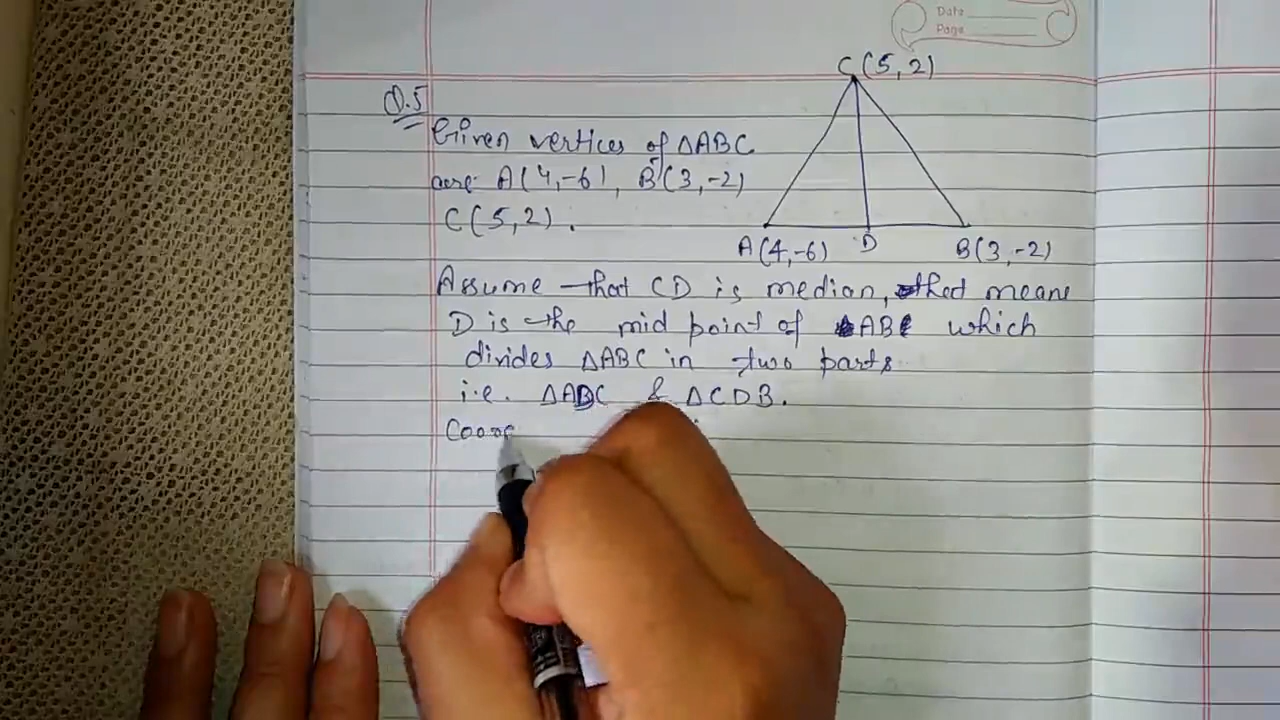 Date
Page
C(5,2)
Q.5
Given vertices of ΔABC
are A(4,-6), B(3,-2)
C(5,2).
A(4,-6) D B(3,-2)
Assume that CD is median, that means
D is the mid point of AB which
divides ΔABC in two parts
i.e. ΔADC & ΔCDB.